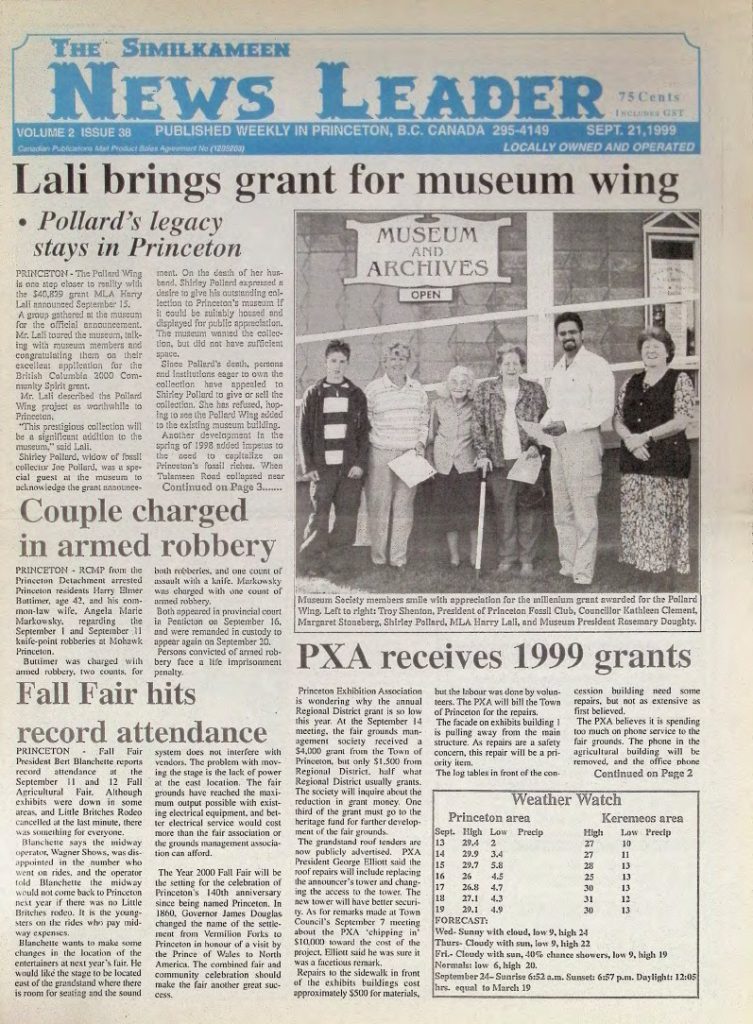 THE SIMILKAMEEN
NEWS LEADER
75 Cents
INCLUDES GST
VOLUME 2 ISSUE 38 PUBLISHED WEEKLY IN PRINCETON, B.C. CANADA 295-4149 SEPT. 21,1999
Canadian Publications Mail Product Sales Agreement No (1205203)
LOCALLY OWNED AND OPERATED
Lali brings grant for museum wing
• Pollard's legacy
stays in Princeton
PRINCETON - The Pollard Wing
is one step closer to reality with
the $40,829 grant MLA Harry
Lali announced September 15.
A group gathered at the museum
for the official announcement.
Mr. Lali toured the museum, talk-
ing with museum members and
congratulating them on their
excellent application for the
British Columbia 2000 Com-
munity Spirit grant.
Mr. Lali described the Pollard
Wing project as worthwhile to
Princeton.
"This prestigious collection will
be a significant addition to the
museum," said Lali.
Shirley Pollard, widow of fossil
collector Joe Pollard, was a spe-
cial guest at the museum to
acknowledge the grant announce-
ment. On the death of her hus-
band, Shirley Pollard expressed a
desire to give his outstanding col-
lection to Princeton's museum if
it could be suitably housed and
displayed for public appreciation.
The museum wanted the collec-
tion, but did not have sufficient
space.
Since Pollard's death, persons
and institutions eager to own the
collection have appealed to
Shirley Pollard to give or sell the
collection. She has refused, hop-
ing to see the Pollard Wing added
to the existing museum building.
Another development in the
spring of 1998 added impetus to
the need to capitalize on
Princeton's fossil riches. When
Tulameen Road collapsed near
Continued on Page 3.......
MUSEUM
AND
ARCHIVES
OPEN
Museum Society members smile with appreciation for the millenium grant awarded for the Pollard
Wing. Left to right: Troy Shenton, President of Princeton Fossil Club, Councillor Kathleen Clement,
Margaret Stoneberg, Shirley Pollard, MLA Harry Lali, and Museum President Rosemary Doughty.
Couple charged
in armed robbery
PRINCETON - RCMP from the
Princeton Detachment arrested
Princeton residents Harry Elmer
Buttimer, age 42, and his com-
mon-law wife, Angela Marie
Markowsky, regarding the
September 1 and September 11
knife-point robberies at Mohawk
Princeton.
Buttimer was charged with
armed robbery, two counts, for
both robberies, and one count of
assault with a knife. Markowsky
was charged with one count of
armed robbery.
Both appeared in provincial court
in Penticton on September 16,
and were remanded in custody to
appear again on September 20.
Persons convicted of armed rob-
bery face a life imprisonment
penalty.
Fall Fair hits
record attendance
PRINCETON - Fall Fair
President Bert Blanchette reports
record attendance at the
September 11 and 12 Fall
Agricultural Fair. Although
exhibits were down in some
areas, and Little Britches Rodeo
cancelled at the last minute, there
was something for everyone.
Blanchette says the midway
operator, Wagner Shows, was dis-
appointed in the number who
went on rides, and the operator
told Blanchette the midway
would not come back to Princeton
next year if there was no Little
Britches rodeo. It is the young-
sters on the rides who pay mid-
way expenses.
Blanchette wants to make some
changes in the location of the
entertainers at next year's fair. He
would like the stage to be located
east of the grandstand where there
is room for seating and the sound
system does not interfere with
vendors. The problem with mov-
ing the stage is the lack of power
at the east location. The fair
grounds have reached the
maximum output possible with exist-
ing electrical equipment, and bet-
ter electrical service would cost
more than the fair association or
the grounds management associa-
tion can afford.
The Year 2000 Fall Fair will
be the setting for the celebration of
Princeton's 140th anniversary
since being named Princeton. In
1860, Governor James Douglas
changed the name of the settle-
ment from Vermilion Forks to
Princeton in honour of a visit by
the Prince of Wales to North
America. The combined fair and
community celebration should
make the fair another great suc-
cess.
PXA receives 1999 grants
Princeton Exhibition Association
is wondering why the annual
Regional District grant is so low
this year. At the September 14
meeting, the fair grounds man-
agement society received a
$4,000 grant from the Town of
Princeton, but only $1,500 from
Regional District, half what
Regional District usually grants.
The society will inquire about the
reduction in grant money. One
third of the grant must go to the
heritage fund for further develop-
ment of the fair grounds.
The grandstand roof tenders are
now publicly advertised. PXA
President George Elliott said the
roof repairs will include replacing
the announcer's tower and chang-
ing the access to the tower. The
new tower will have better securi-
ty. As for remarks made at Town
Council's September 7 meeting
about the PXA 'chipping in'
$10,000 toward the cost of the
project, Elliott said he was sure it
was a facetious remark.
Repairs to the sidewalk in front
of the exhibits buildings cost
approximately $500 for materials,
but the labour was done by volun-
teers. The PXA will bill the Town
of Princeton for the repairs.
The facade on exhibits building 1
is pulling away from the main
structure. As repairs are a safety
concern, this repair will be a pri-
ority item.
The log tables in front of the con-
cession building need some
repairs, but not as extensive as
first believed.
The PXA believes it is spending
too much on phone service to the
fair grounds. The phone in the
agricultural building will be
removed, and the office phone
Continued on Page 2
Weather Watch
Princeton area Keremeos area
Sept. High Low Precip High Low Precip
13 29.4 2 27 10
14 29.9 3.4 27 11
15 29.7 5.8 28 13
16 26 4.5 25 13
17 26.8 4.7 30 13
18 27.1 4.3 31 12
19 29.1 4.9 30 13
FORECAST:
Wed- Sunny with cloud, low 9, high 24
Thurs- Cloudy with sun, low 9, high 22
Fri.- Cloudy with sun, 40% chance showers, low 9, high 19
Normals: low 6, high 20.
September 24- Sunrise 6:52 a.m. Sunset: 6:57 p.m. Daylight: 12:05
hrs. equal to March 19